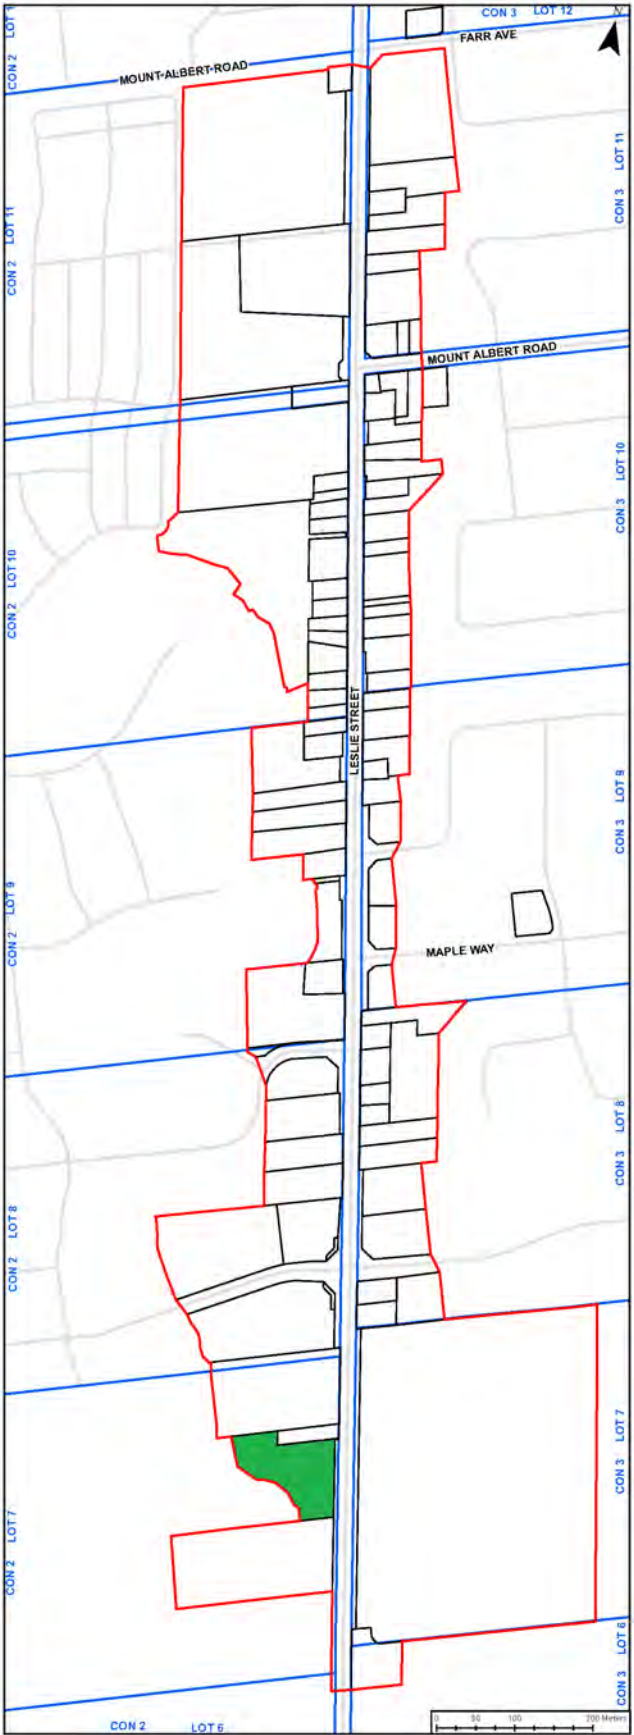 CON 3 LOT 12
N
FARR AVE
MOUNT-ALBERT-ROAD
CON 2 LOT 1
CON 3 LOT 11
CON 2 LOT 11
MOUNT ALBERT ROAD
CON 3 LOT 10
CON 2 LOT 10
LESLIE STREET
CON 3 LOT 9
CON 2 LOT 9
MAPLE WAY
CON 3 LOT 8
CON 2 LOT 8
CON 3 LOT 7
CON 2 LOT 7
CON 3 LOT 6
CON 2 LOT 6
0 50 100 200 Meters